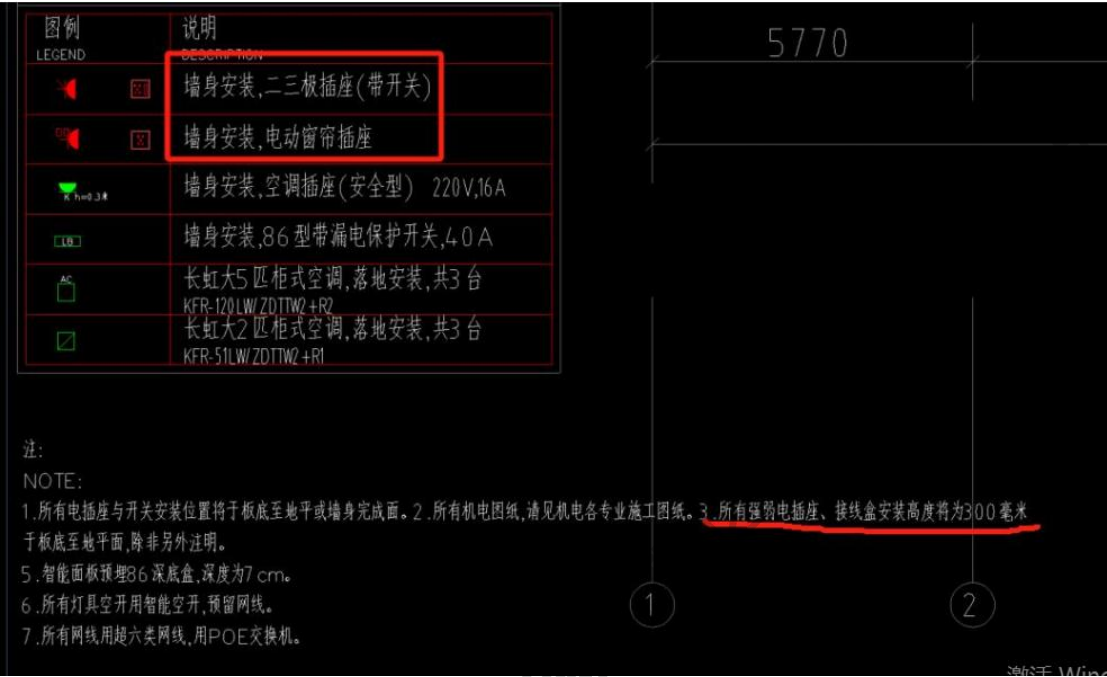 图例 说明
LEGEND DESCRIPTION
墙身安装,二三极插座(带开关)
墙身安装,电动窗帘插座
K h=0.3米 墙身安装,空调插座(安全型) 220V,16A
LB 墙身安装,86型带漏电保护开关,40A
AC 长虹大5匹柜式空调,落地安装,共3台
KFR-120LW/ZDTTW2+R2
长虹大2匹柜式空调,落地安装,共3台
KFR-51LW/ZDTTW2+R1
5770
注:
NOTE:
1.所有电插座与开关安装位置将于板底至地平或墙身完成面。2.所有机电图纸,请见机电各专业施工图纸。3.所有强弱电插座、接线盒安装高度将为300毫米
于板底至地平面,除非另外注明。
5.智能面板预埋86深底盒,深度为7cm。
6.所有灯具空开用智能空开,预留网线。
7.所有网线用超六类网线,用POE交换机。
1 2
激活 Wind